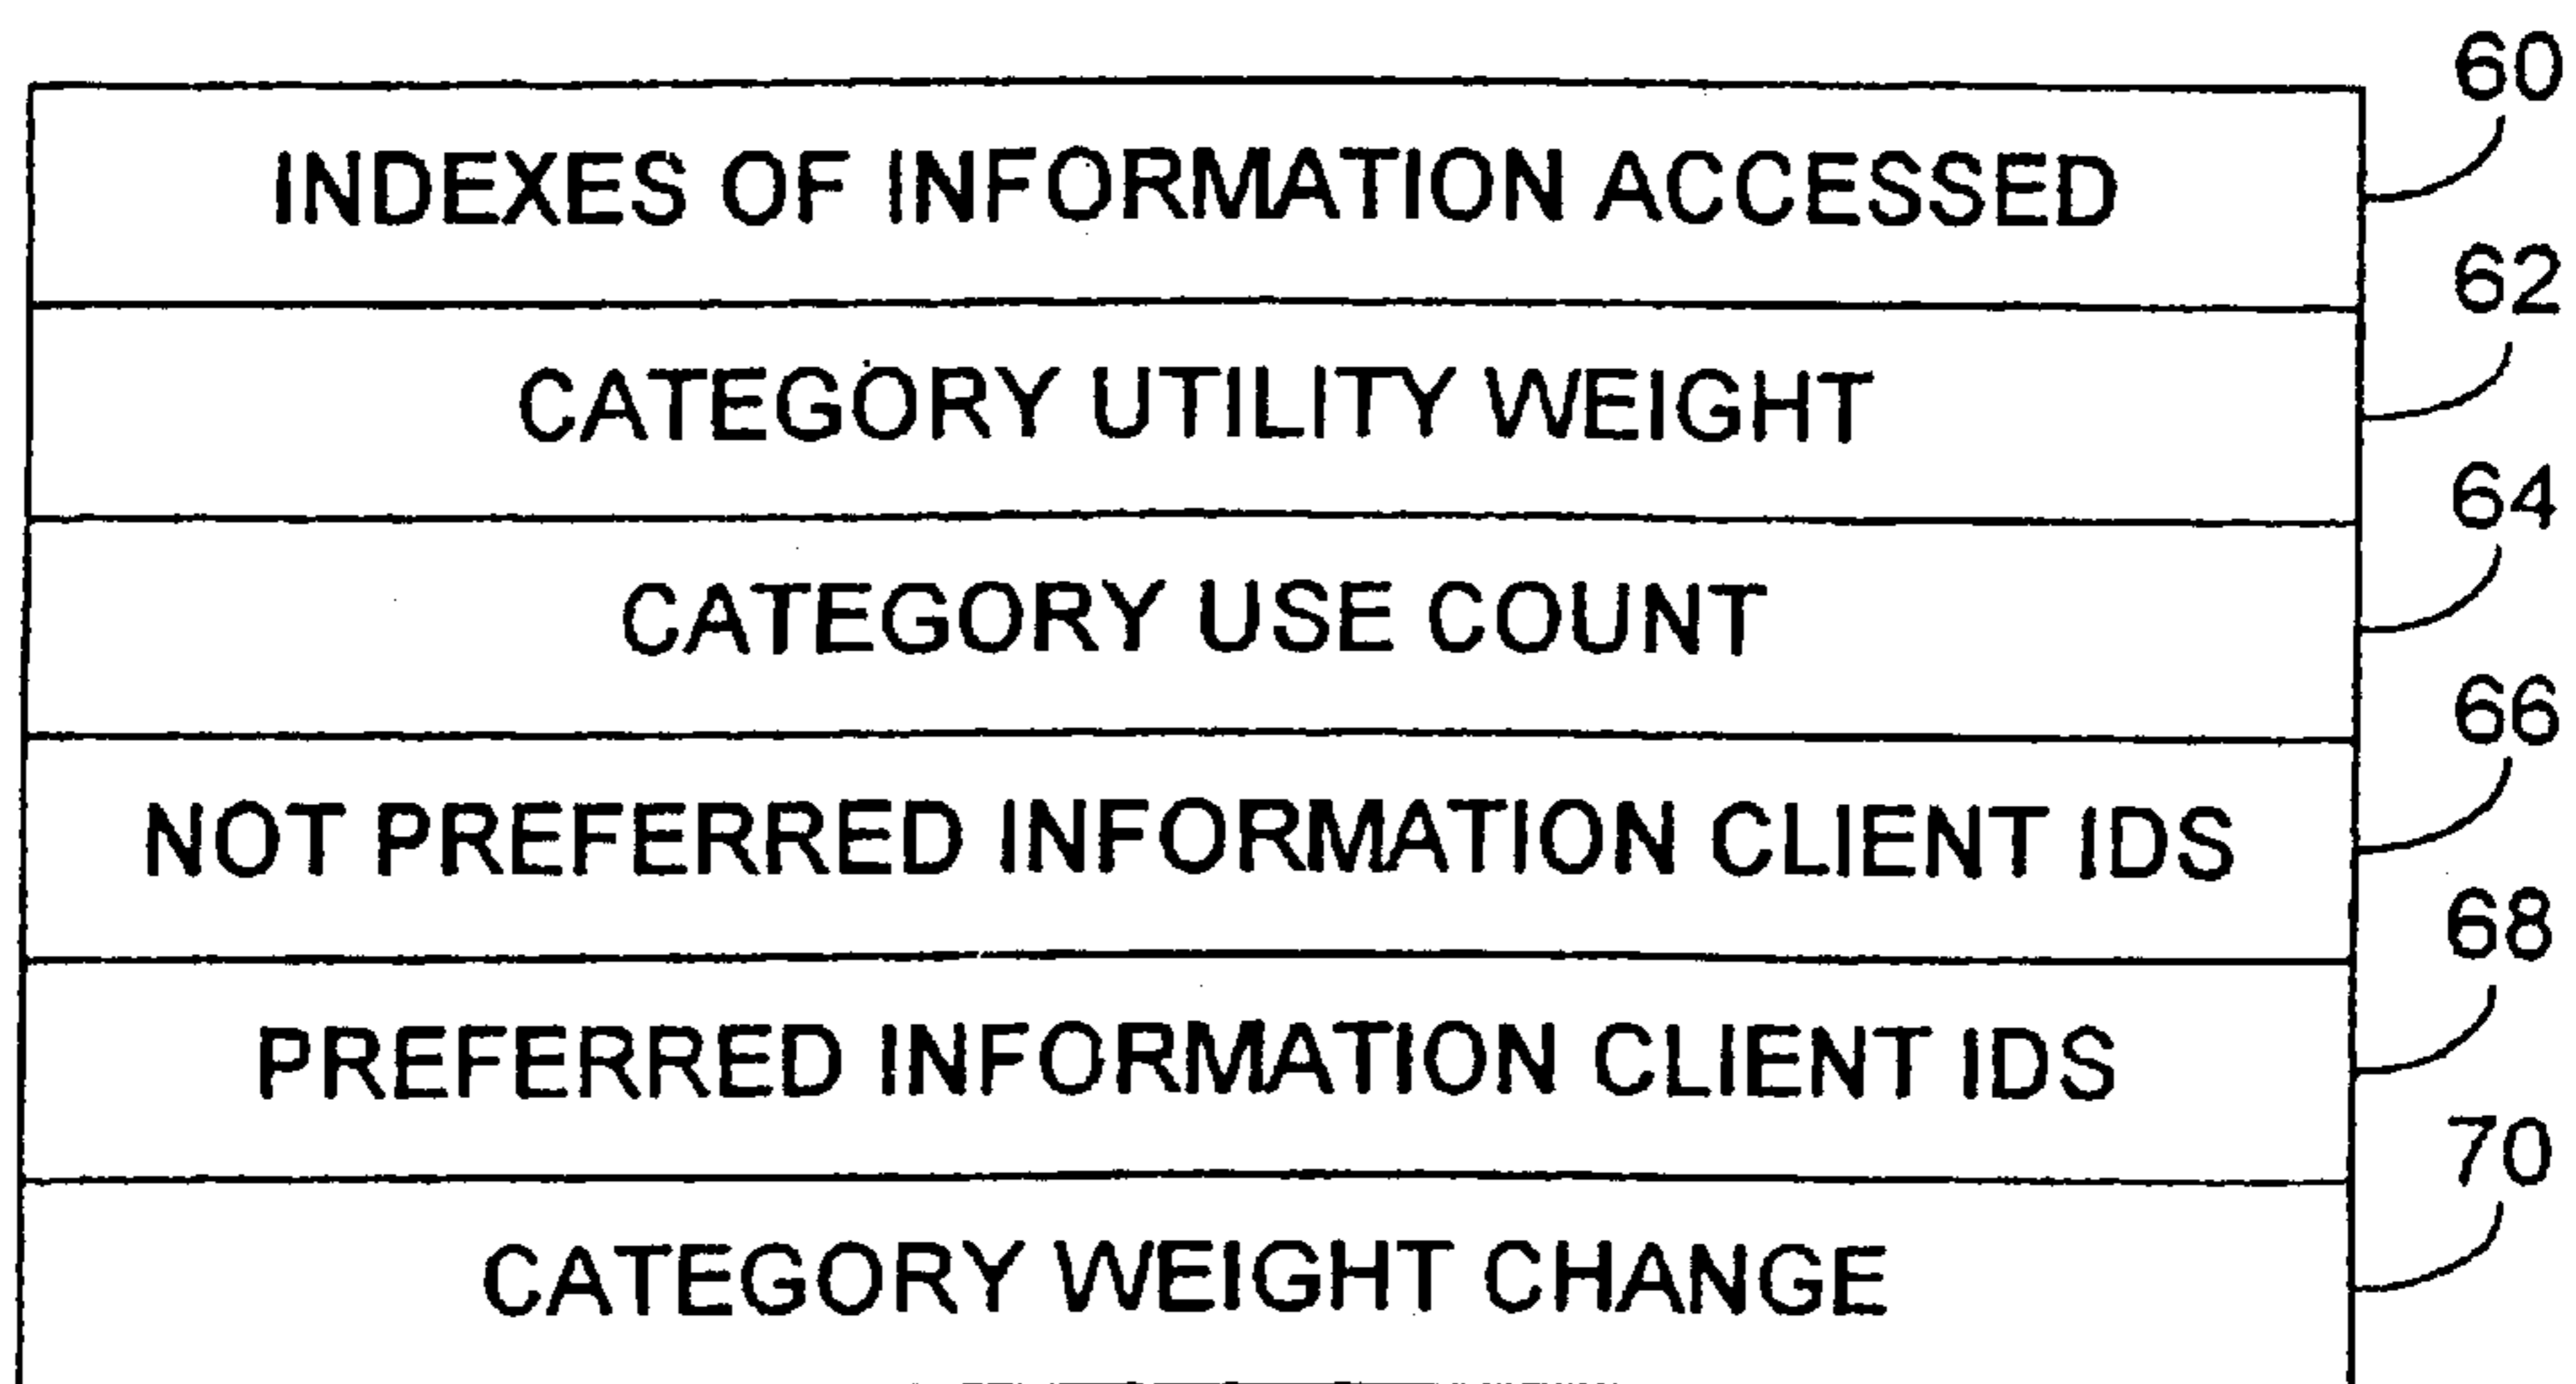 60
INDEXES OF INFORMATION ACCESSED
62
CATEGORY UTILITY WEIGHT
64
CATEGORY USE COUNT
66
NOT PREFERRED INFORMATION CLIENT IDS
68
PREFERRED INFORMATION CLIENT IDS
70
CATEGORY WEIGHT CHANGE